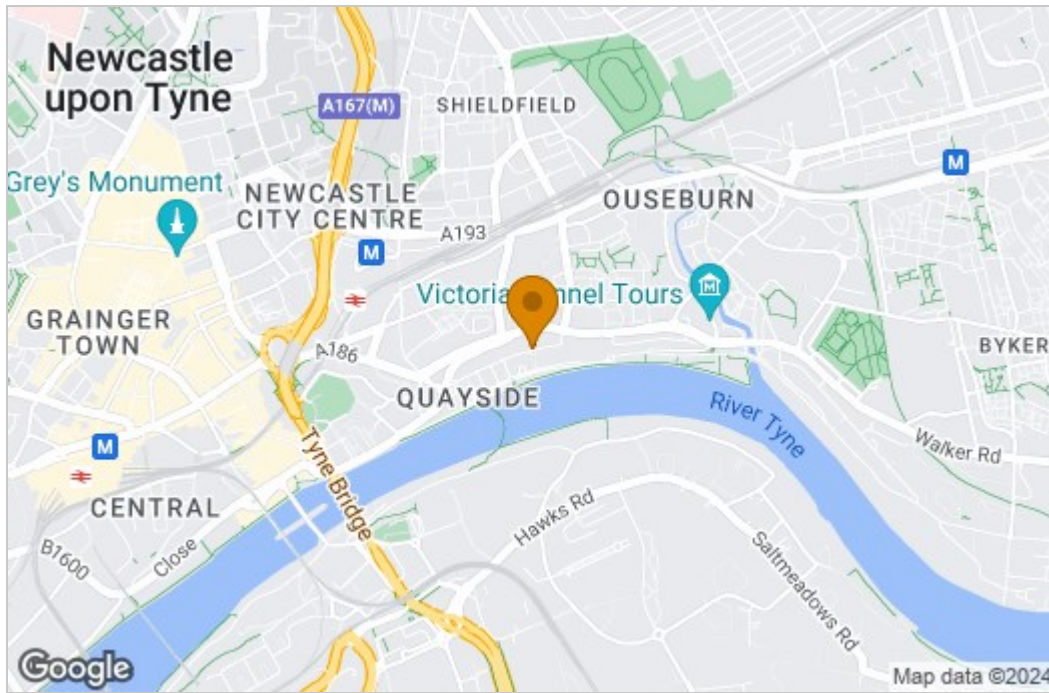 Newcastle
upon Tyne
A167(M)
SHIELDFIELD
M
Grey's Monument
NEWCASTLE
CITY CENTRE
OUSEBURN
A193
M
Victoria
nnel Tours
M
GRAINGER
TOWN
A186
BYKER
QUAYSIDE
River Tyne
M
Tyne Bridge
Walker Rd
CENTRAL
Hawks Rd
B1600
Close
Saltmeadows Rd
Google
Map data ©2024